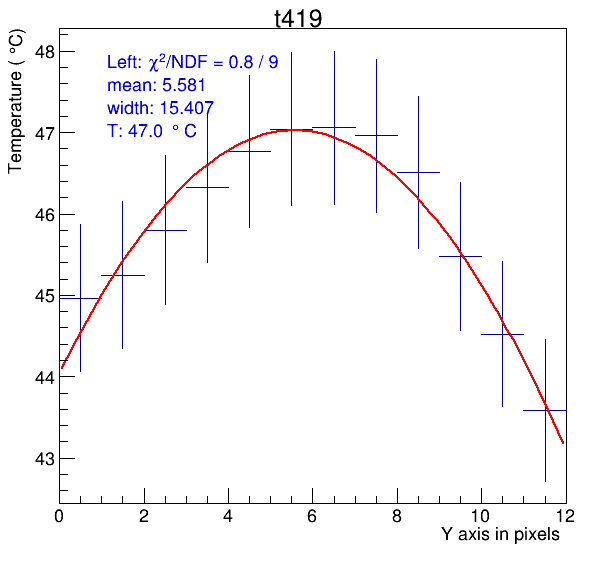 t419
Temperature ( °C)
Left: χ²/NDF = 0.8 / 9
mean: 5.581
width: 15.407
T: 47.0 ° C
48
47
46
45
44
43
0 2 4 6 8 10 12
Y axis in pixels